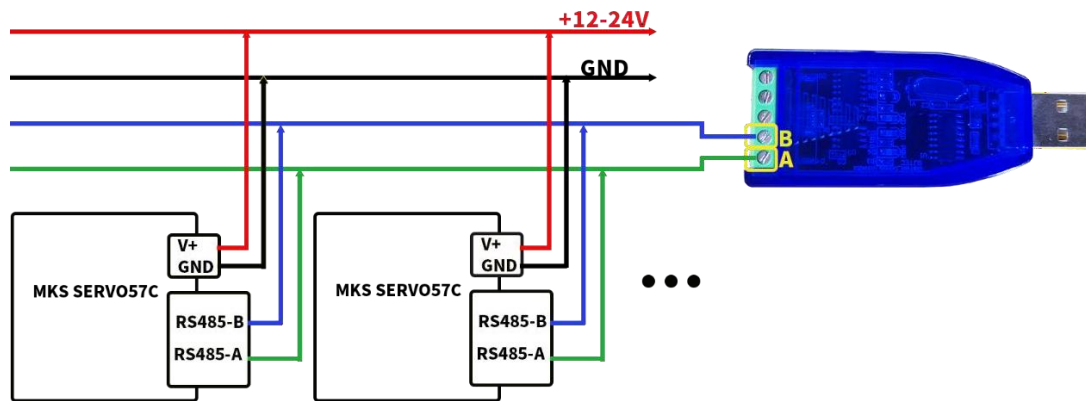 +12-24V
GND
B
A
V+
GND
MKS SERVO57C
RS485-B
RS485-A
V+
GND
MKS SERVO57C
RS485-B
RS485-A